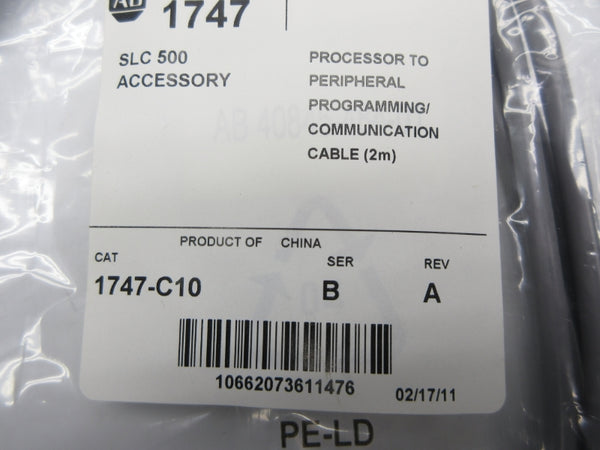 AB
1747
SLC 500
ACCESSORY
PROCESSOR TO
PERIPHERAL
PROGRAMMING/
COMMUNICATION
CABLE (2m)
PRODUCT OF CHINA
CAT SER REV
1747-C10 B A
10662073611476 02/17/11
PE-LD